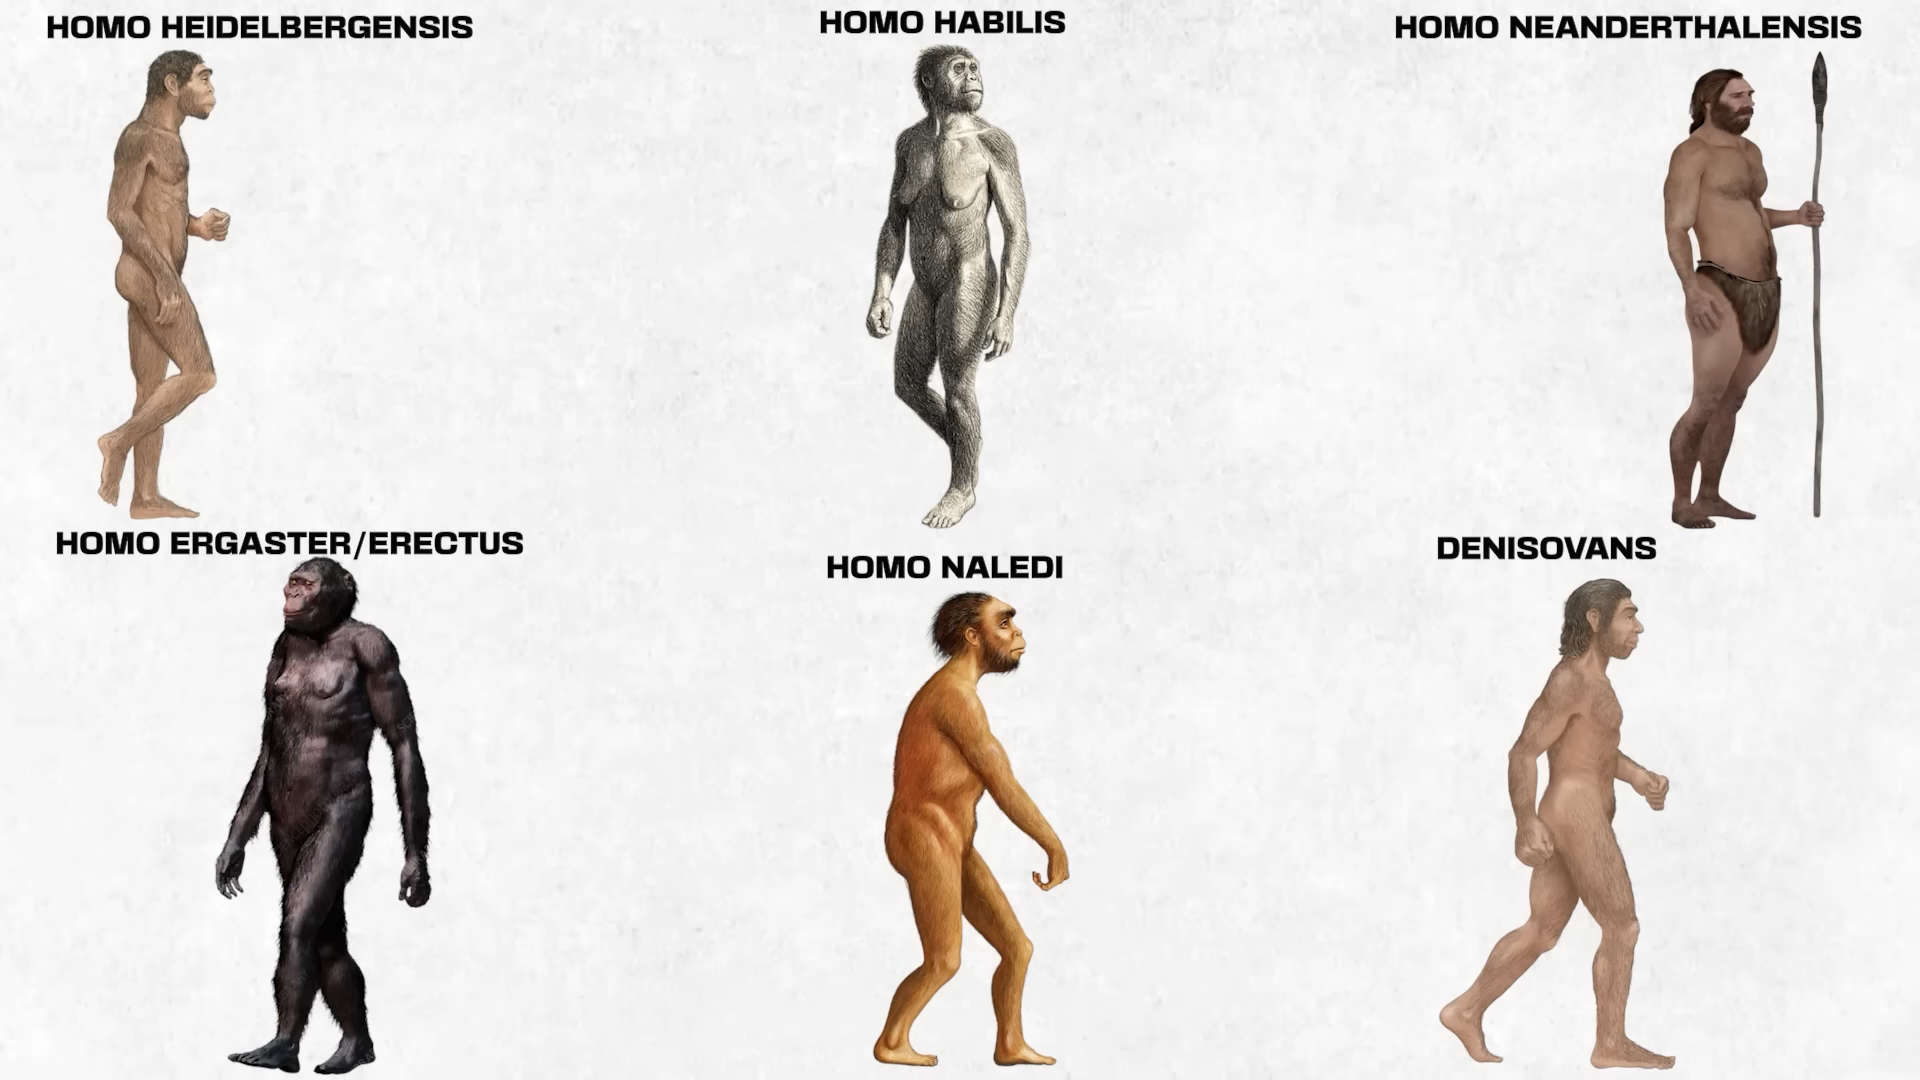 HOMO HEIDELBERGENSIS
HOMO HABILIS
HOMO NEANDERTHALENSIS
HOMO ERGASTER/ERECTUS
HOMO NALEDI
DENISOVANS